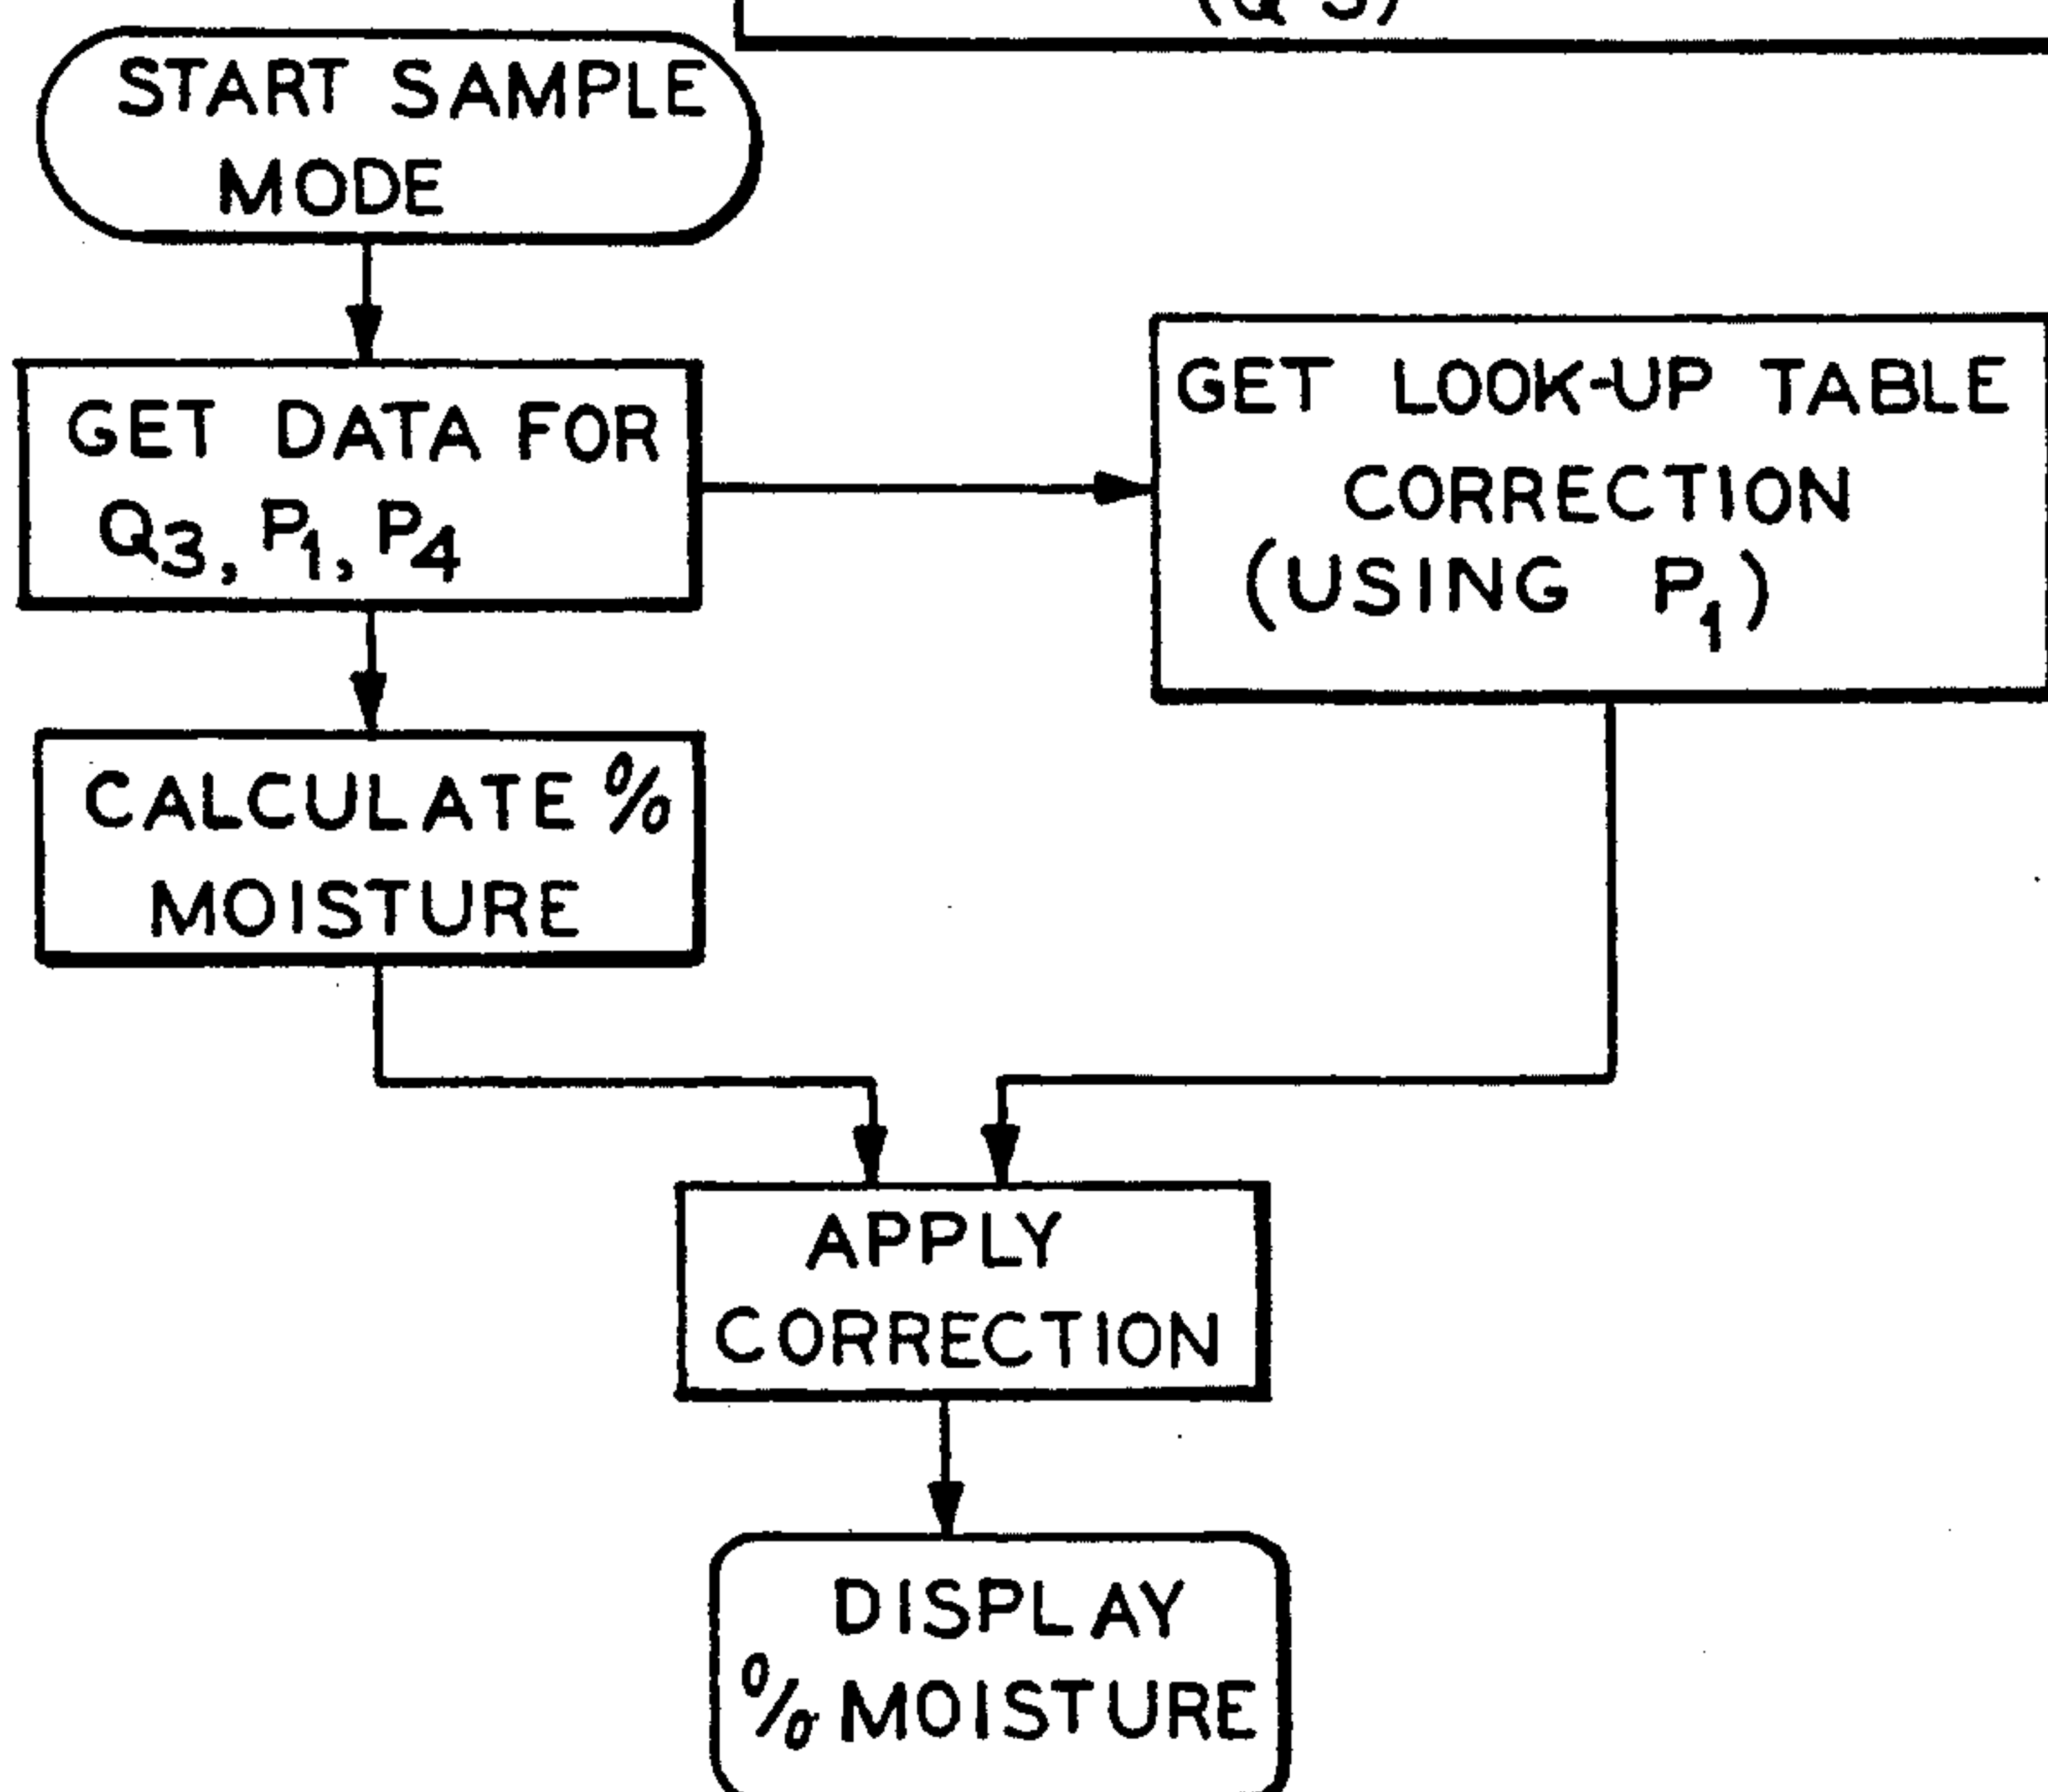 START SAMPLE
MODE
GET DATA FOR
Q₃, P₁, P₄
GET LOOK-UP TABLE
CORRECTION
(USING P₁)
CALCULATE %
MOISTURE
APPLY
CORRECTION
DISPLAY
% MOISTURE